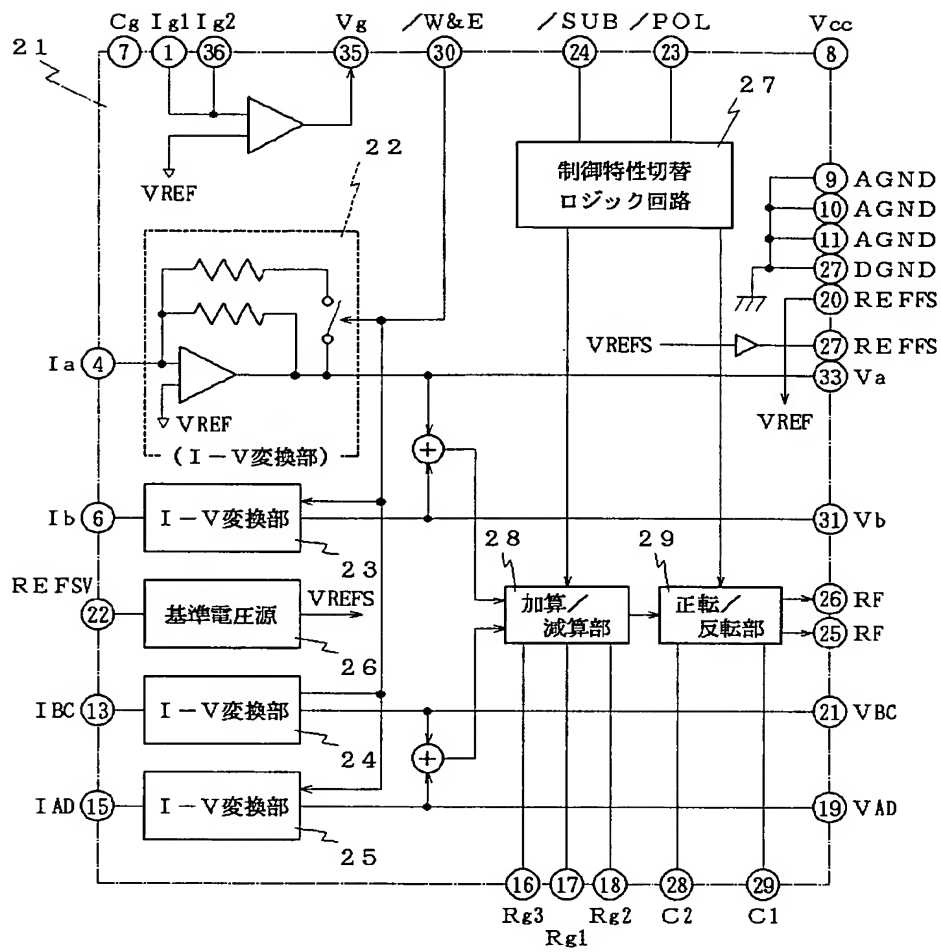 Cg Ig1 Ig2 Vg /W&E /SUB /POL Vcc
21
7 1 36 35 30 24 23 8
27
22
VREF
制御特性切替
ロジック回路
9 AGND
10 AGND
11 AGND
27 DGND
20 REFFS
VREFS
27 REFFS
Ia 4
33 Va
VREF
VREF
(I-V変換部)
Ib 6
I-V変換部
31 Vb
23
28
29
REFSV
22
基準電圧源
VREFS
加算/
減算部
正転/
反転部
26 RF
25 RF
26
IBC 13
I-V変換部
21 VBC
24
IAD 15
I-V変換部
19 VAD
25
16 17 18 28 29
Rg3 Rg1 Rg2 C2 C1